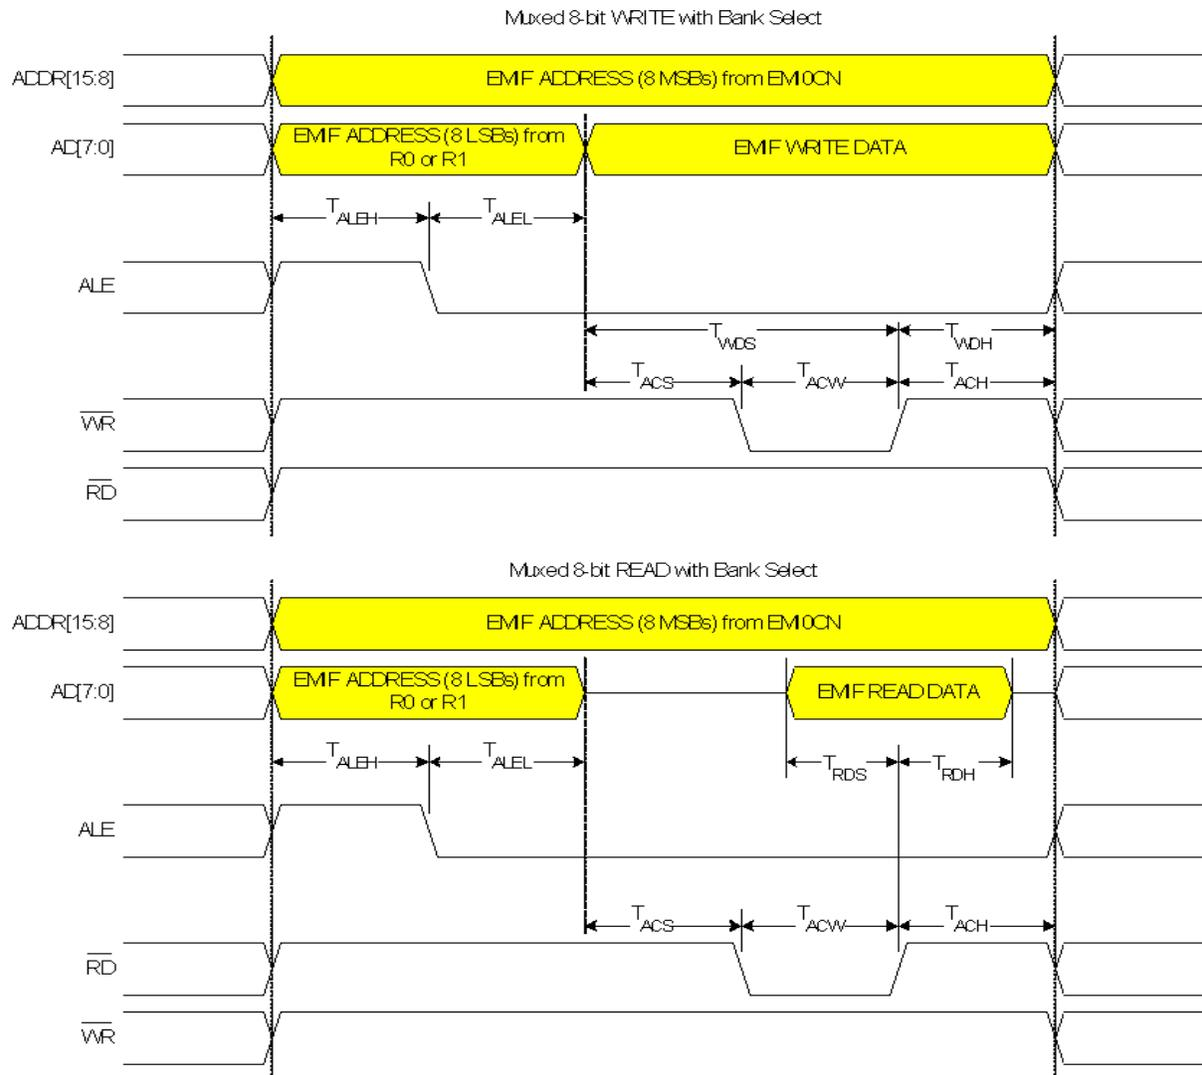 Muxed 8-bit WRITE with Bank Select
ADDR[15:8]
EMIF ADDRESS (8 MSBs) from EMI0CN
AD[7:0]
EMIF ADDRESS (8 LSBs) from
R0 or R1
EMIF WRITE DATA
TALEH
TALEL
ALE
TWDS
TWDH
TACS
TACW
TACH
WR
RD
Muxed 8-bit READ with Bank Select
ADDR[15:8]
EMIF ADDRESS (8 MSBs) from EMI0CN
AD[7:0]
EMIF ADDRESS (8 LSBs) from
R0 or R1
EMIF READ DATA
TALEH
TALEL
TRDS
TRDH
ALE
TACS
TACW
TACH
RD
WR